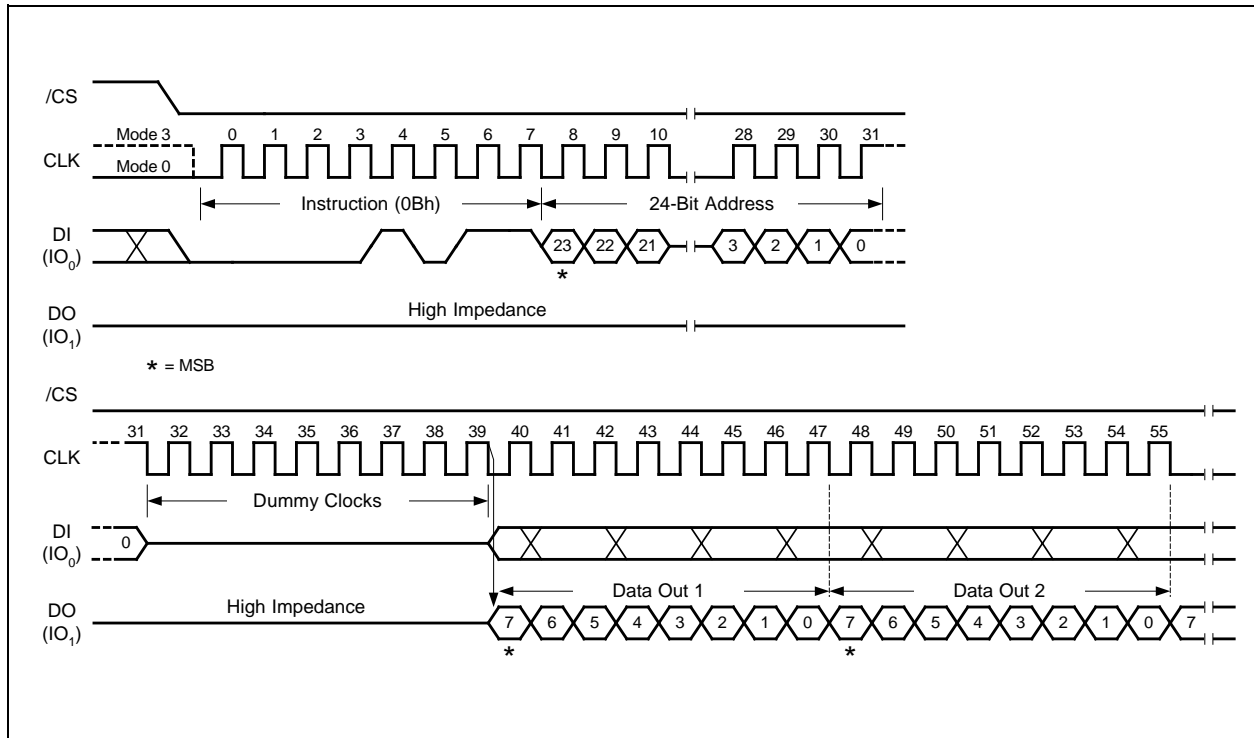 /CS
Mode 3
0 1 2 3 4 5 6 7 8 9 10 28 29 30 31
CLK
Mode 0
Instruction (0Bh) 24-Bit Address
DI
(IO0)
23 22 21 3 2 1 0
*
High Impedance
DO
(IO1)
* = MSB
/CS
31 32 33 34 35 36 37 38 39 40 41 42 43 44 45 46 47 48 49 50 51 52 53 54 55
CLK
Dummy Clocks
DI
(IO0)
0
Data Out 1 Data Out 2
High Impedance
DO
(IO1)
7 6 5 4 3 2 1 0 7 6 5 4 3 2 1 0 7
* *